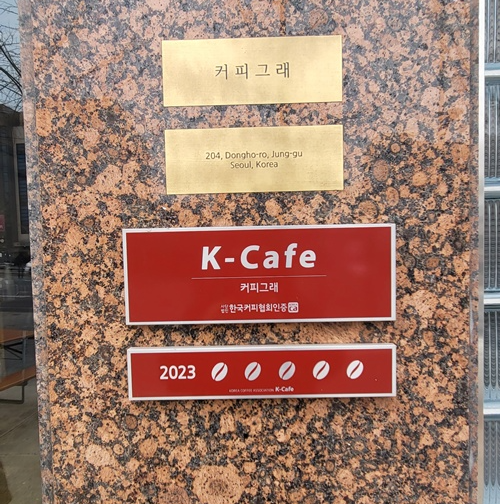 커피그래
204, Dongho-ro, Jung-gu
Seoul, Korea
K-Cafe
커피그래
사단법인 한국커피협회인증
2023
KOREA COFFEE ASSOCIATION K-Cafe